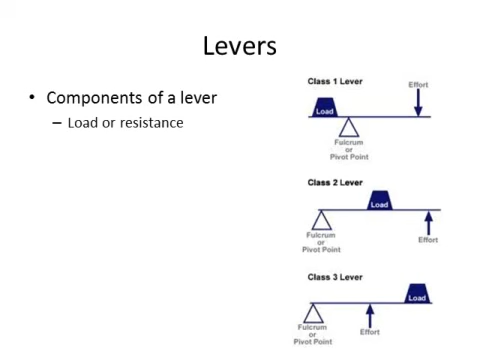 Levers
• Components of a lever
– Load or resistance
Class 1 Lever
Effort
Load
Fulcrum
or
Pivot Point
Class 2 Lever
Load
Fulcrum
or
Pivot Point
Effort
Class 3 Lever
Load
Fulcrum
or
Pivot Point
Effort